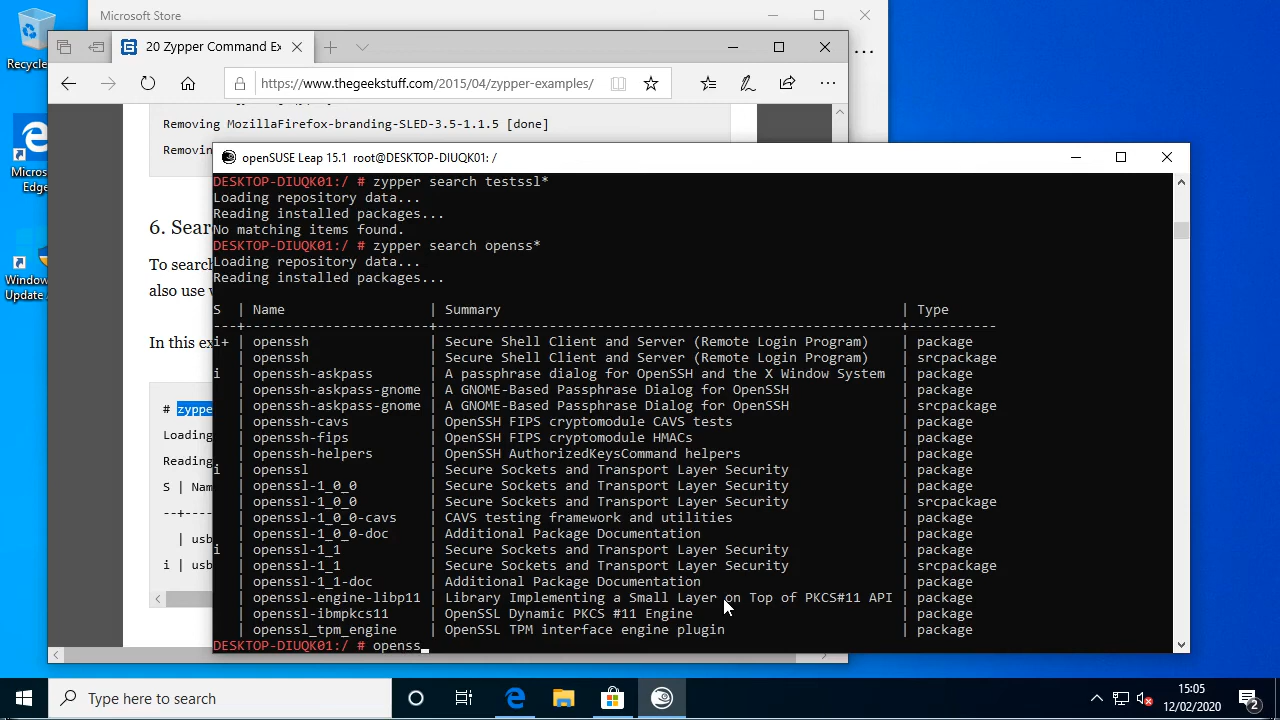 Microsoft Store
Recycle
20 Zypper Command Ex
https://www.thegeekstuff.com/2015/04/zypper-examples/
Removing MozillaFirefox-branding-SLED-3.5-1.1.5 [done]
Removing
Micros
Edge
Window
Update
6. Sear
To search
also use w
In this ex
# zyppe
Loading
Reading
S | Nam
--+----
| usb
i | usb
openSUSE Leap 15.1 root@DESKTOP-DIUQK01: /
DESKTOP-DIUQK01:/ # zypper search testssl*
Loading repository data...
Reading installed packages...
No matching items found.
DESKTOP-DIUQK01:/ # zypper search openss*
Loading repository data...
Reading installed packages...
S | Name | Summary | Type
---+-----------------------+---------------------------------------------------------+-----------
i+ | openssh | Secure Shell Client and Server (Remote Login Program) | package
| openssh | Secure Shell Client and Server (Remote Login Program) | srcpackage
i | openssh-askpass | A passphrase dialog for OpenSSH and the X Window System | package
| openssh-askpass-gnome | A GNOME-Based Passphrase Dialog for OpenSSH | package
| openssh-askpass-gnome | A GNOME-Based Passphrase Dialog for OpenSSH | srcpackage
| openssh-cavs | OpenSSH FIPS cryptomodule CAVS tests | package
| openssh-fips | OpenSSH FIPS cryptomodule HMACs | package
| openssh-helpers | OpenSSH AuthorizedKeysCommand helpers | package
i | openssl | Secure Sockets and Transport Layer Security | package
| openssl-1_0_0 | Secure Sockets and Transport Layer Security | package
| openssl-1_0_0 | Secure Sockets and Transport Layer Security | srcpackage
| openssl-1_0_0-cavs | CAVS testing framework and utilities | package
| openssl-1_0_0-doc | Additional Package Documentation | package
i | openssl-1_1 | Secure Sockets and Transport Layer Security | package
| openssl-1_1 | Secure Sockets and Transport Layer Security | srcpackage
| openssl-1_1-doc | Additional Package Documentation | package
| openssl-engine-libp11 | Library Implementing a Small Layer on Top of PKCS#11 API | package
| openssl-ibmpkcs11 | OpenSSL Dynamic PKCS #11 Engine | package
| openssl_tpm_engine | OpenSSL TPM interface engine plugin | package
DESKTOP-DIUQK01:/ # openss_
Type here to search
15:05
12/02/2020
2